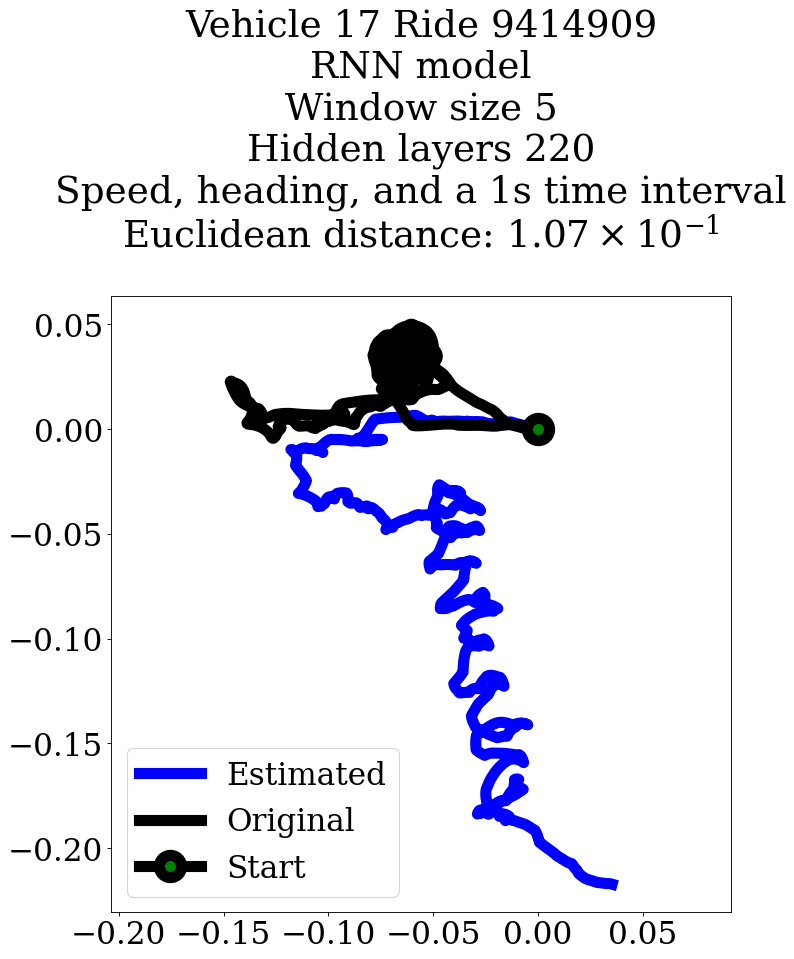 Vehicle 17 Ride 9414909
RNN model
Window size 5
Hidden layers 220
Speed, heading, and a 1s time interval
Euclidean distance: 1.07 × 10⁻¹
0.05
0.00
−0.05
−0.10
−0.15
−0.20
Estimated
Original
Start
−0.20 −0.15 −0.10 −0.05 0.00 0.05